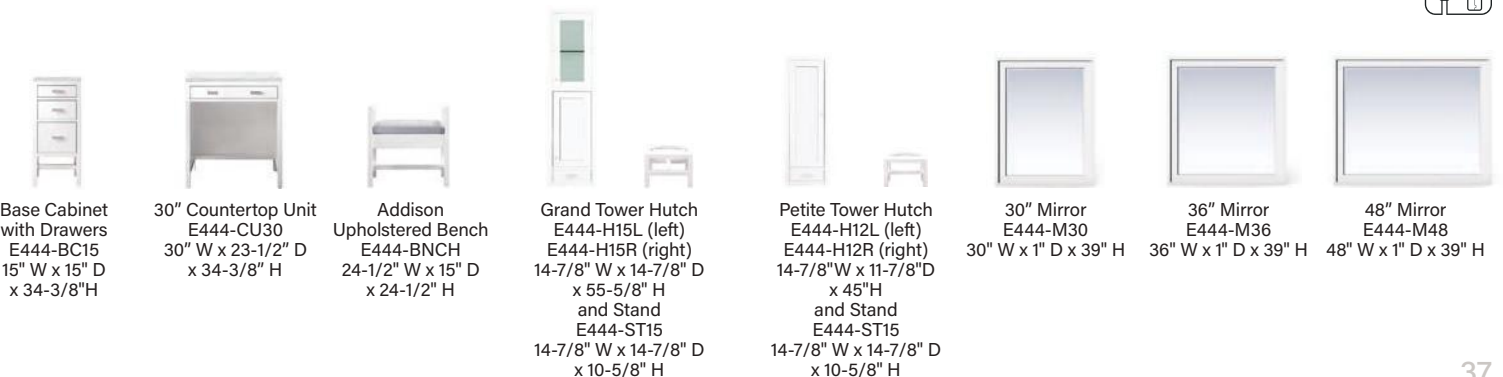 Base Cabinet
with Drawers
E444-BC15
15" W x 15" D
x 34-3/8"H
30” Countertop Unit
E444-CU30
30” W x 23-1/2” D
x 34-3/8” H
Addison
Upholstered Bench
E444-BNCH
24-1/2" W x 15" D
x 24-1/2" H
Grand Tower Hutch
E444-H15L (left)
E444-H15R (right)
14-7/8" W x 14-7/8" D
x 55-5/8" H
and Stand
E444-ST15
14-7/8" W x 14-7/8" D
x 10-5/8" H
Petite Tower Hutch
E444-H12L (left)
E444-H12R (right)
14-7/8"W x 11-7/8"D
x 45"H
and Stand
E444-ST15
14-7/8" W x 14-7/8" D
x 10-5/8" H
30” Mirror
E444-M30
30" W x 1" D x 39" H
36” Mirror
E444-M36
36" W x 1" D x 39" H
48” Mirror
E444-M48
48" W x 1" D x 39" H
37